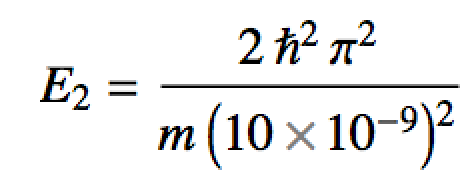 E₂ = 2 ℏ² π² / m (10 × 10⁻⁹)²